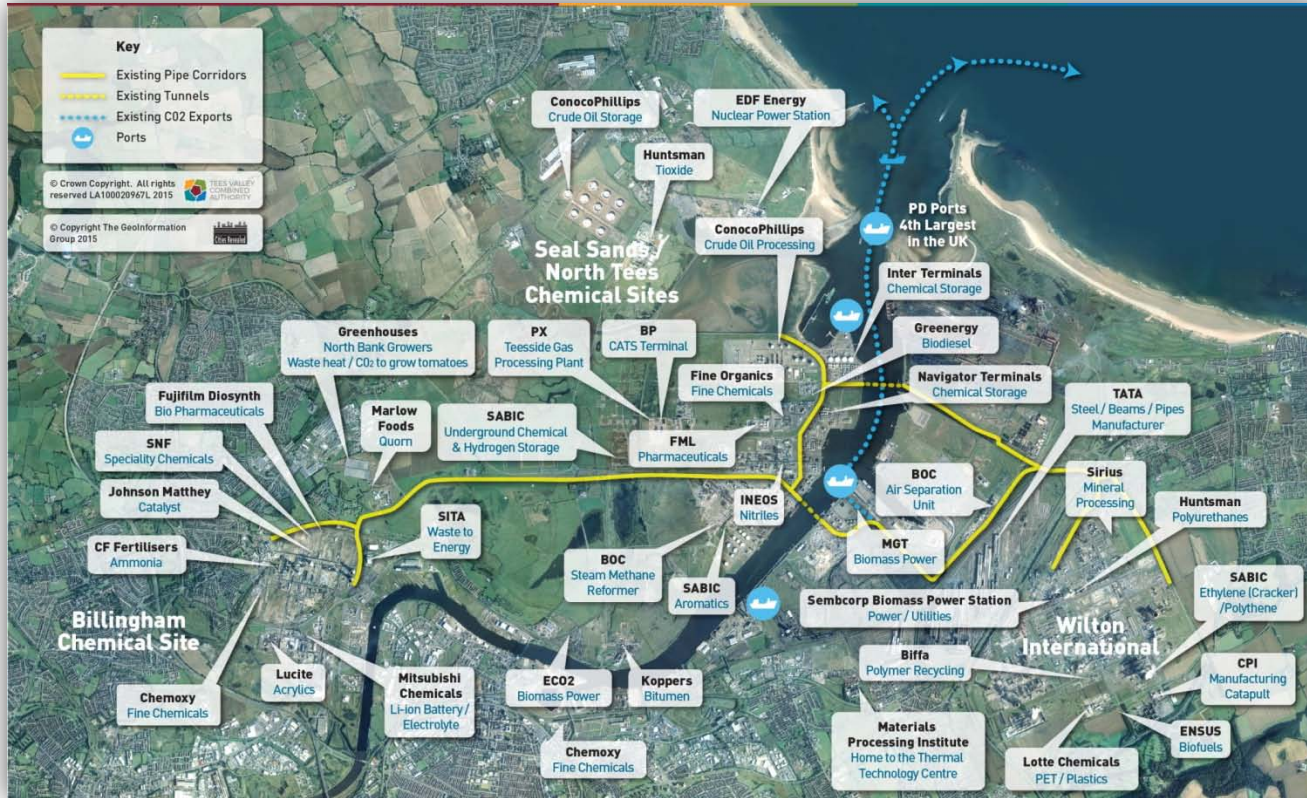 Key
Existing Pipe Corridors
Existing Tunnels
Existing C02 Exports
Ports
© Crown Copyright. All rights
reserved LA100020967L 2015
TEES VALLEY
COMBINED
AUTHORITY
© Copyright The GeoInformation
Group 2015
Cities Revealed
ConocoPhillips
Crude Oil Storage
EDF Energy
Nuclear Power Station
Huntsman
Tioxide
ConocoPhillips
Crude Oil Processing
PD Ports
4th Largest
in the UK
Seal Sands,
North Tees
Chemical Sites
Inter Terminals
Chemical Storage
Greenhouses
North Bank Growers
Waste heat / CO₂ to grow tomatoes
PX
Teesside Gas
Processing Plant
BP
CATS Terminal
Greenergy
Biodiesel
Fine Organics
Fine Chemicals
Navigator Terminals
Chemical Storage
Fujifilm Diosynth
Bio Pharmaceuticals
Marlow
Foods
Quorn
SABIC
Underground Chemical
& Hydrogen Storage
TATA
Steel / Beams / Pipes
Manufacturer
SNF
Speciality Chemicals
FML
Pharmaceuticals
Johnson Matthey
Catalyst
SITA
Waste to
Energy
INEOS
Nitriles
BOC
Air Separation
Unit
Sirius
Mineral
Processing
Huntsman
Polyurethanes
CF Fertilisers
Ammonia
BOC
Steam Methane
Reformer
SABIC
Aromatics
MGT
Biomass Power
SABIC
Ethylene (Cracker)
/Polythene
Sembcorp Biomass Power Station
Power / Utilities
Billingham
Chemical Site
Wilton
International
Biffa
Polymer Recycling
CPI
Manufacturing
Catapult
Lucite
Acrylics
Mitsubishi
Chemicals
Li-ion Battery /
Electrolyte
ECO2
Biomass Power
Koppers
Bitumen
Chemoxy
Fine Chemicals
Materials
Processing Institute
Home to the Thermal
Technology Centre
ENSUS
Biofuels
Chemoxy
Fine Chemicals
Lotte Chemicals
PET / Plastics